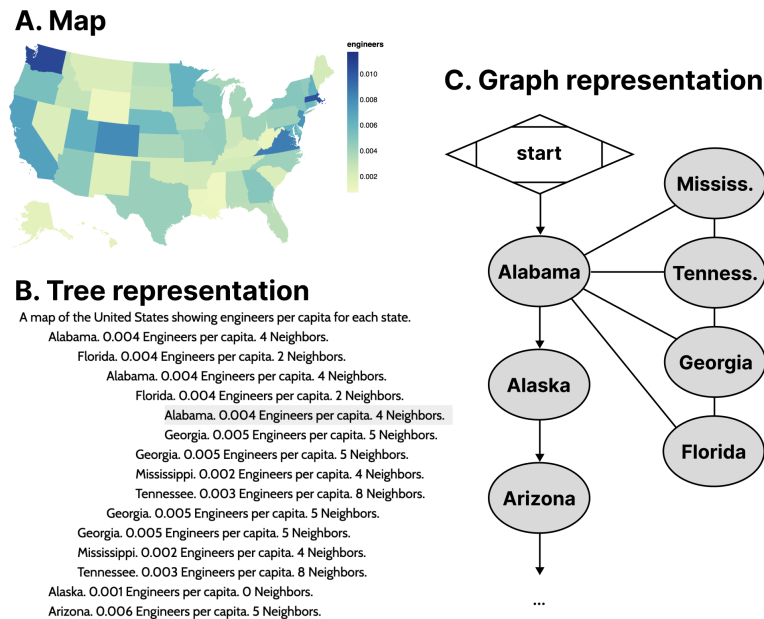 A. Map
engineers
0.010
0.008
0.006
0.004
0.002
B. Tree representation
A map of the United States showing engineers per capita for each state.
Alabama. 0.004 Engineers per capita. 4 Neighbors.
Florida. 0.004 Engineers per capita. 2 Neighbors.
Alabama. 0.004 Engineers per capita. 4 Neighbors.
Florida. 0.004 Engineers per capita. 2 Neighbors.
Alabama. 0.004 Engineers per capita. 4 Neighbors.
Georgia. 0.005 Engineers per capita. 5 Neighbors.
Georgia. 0.005 Engineers per capita. 5 Neighbors.
Mississippi. 0.002 Engineers per capita. 4 Neighbors.
Tennessee. 0.003 Engineers per capita. 8 Neighbors.
Georgia. 0.005 Engineers per capita. 5 Neighbors.
Georgia. 0.005 Engineers per capita. 5 Neighbors.
Mississippi. 0.002 Engineers per capita. 4 Neighbors.
Tennessee. 0.003 Engineers per capita. 8 Neighbors.
Alaska. 0.001 Engineers per capita. 0 Neighbors.
Arizona. 0.006 Engineers per capita. 5 Neighbors.
C. Graph representation
start
Alabama
Alaska
Arizona
...
Mississ.
Tenness.
Georgia
Florida